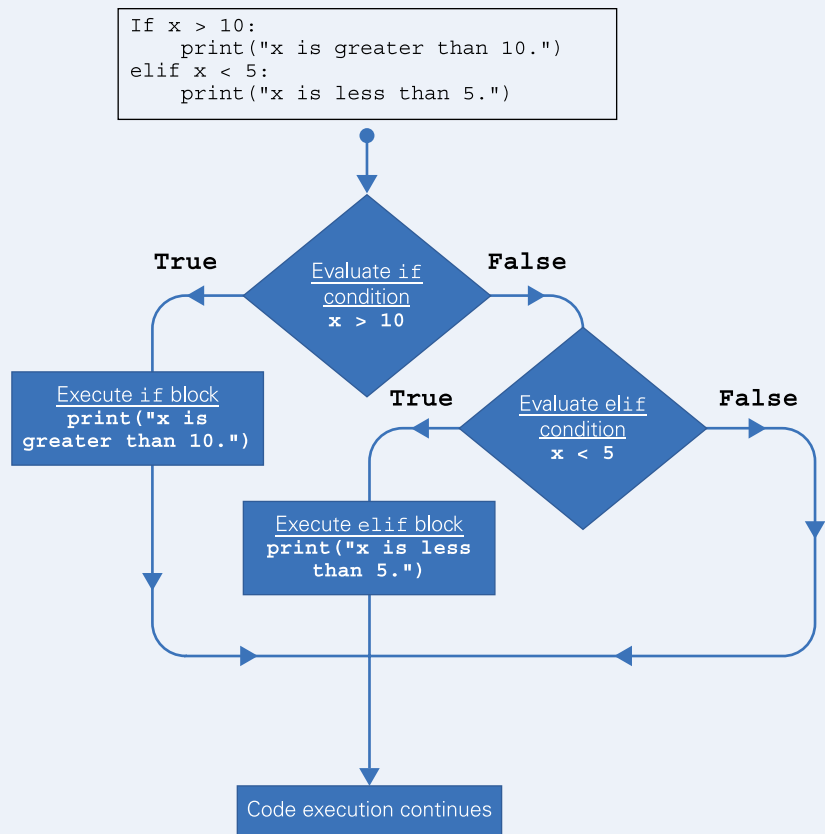 If x > 10:
    print("x is greater than 10.")
elif x < 5:
    print("x is less than 5.")
True
False
Evaluate if
condition
x > 10
Execute if block
print("x is
greater than 10.")
True
False
Evaluate elif
condition
x < 5
Execute elif block
print("x is less
than 5.")
Code execution continues